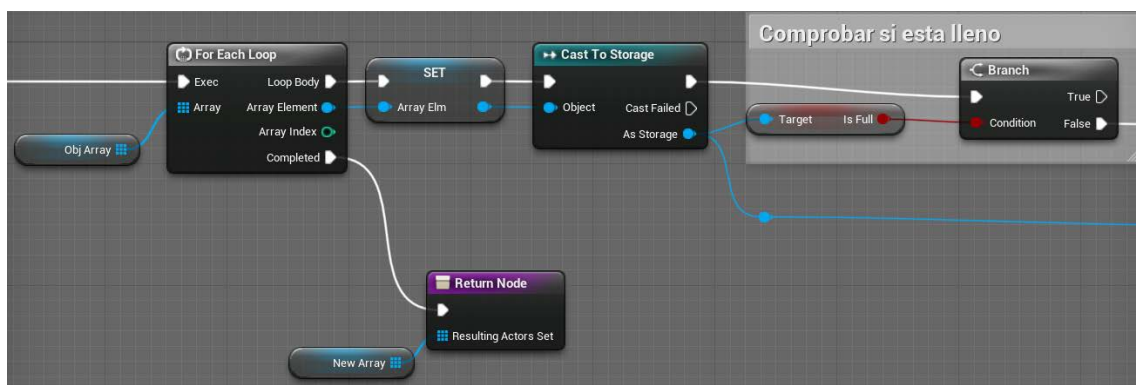 Comprobar si esta lleno
For Each Loop
Exec
Loop Body
Array
Array Element
Array Index
Completed
Obj Array
SET
Array Elm
Cast To Storage
Object
Cast Failed
As Storage
Target
Is Full
Branch
True
Condition
False
Return Node
Resulting Actors Set
New Array